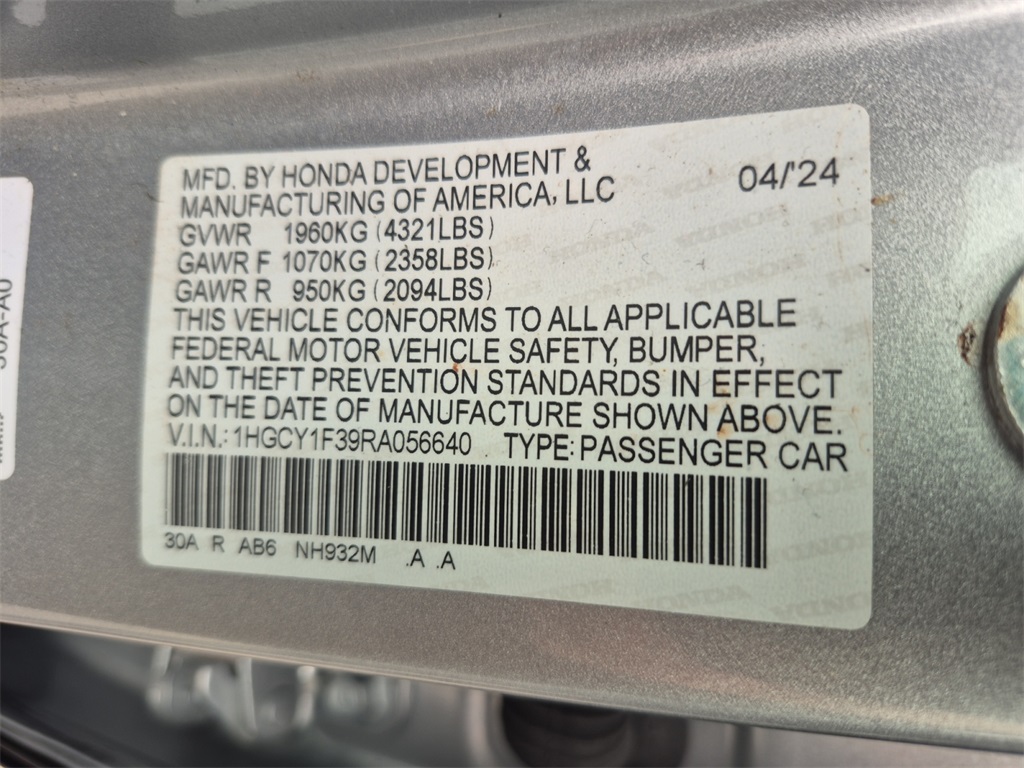 MFD. BY HONDA DEVELOPMENT &
MANUFACTURING OF AMERICA, LLC
04/'24
GVWR 1960KG (4321LBS)
GAWR F 1070KG (2358LBS)
GAWR R 950KG (2094LBS)
THIS VEHICLE CONFORMS TO ALL APPLICABLE
FEDERAL MOTOR VEHICLE SAFETY, BUMPER,
AND THEFT PREVENTION STANDARDS IN EFFECT
ON THE DATE OF MANUFACTURE SHOWN ABOVE.
V.I.N.: 1HGCY1F39RA056640 TYPE: PASSENGER CAR
30A R AB6 NH932M .A .A